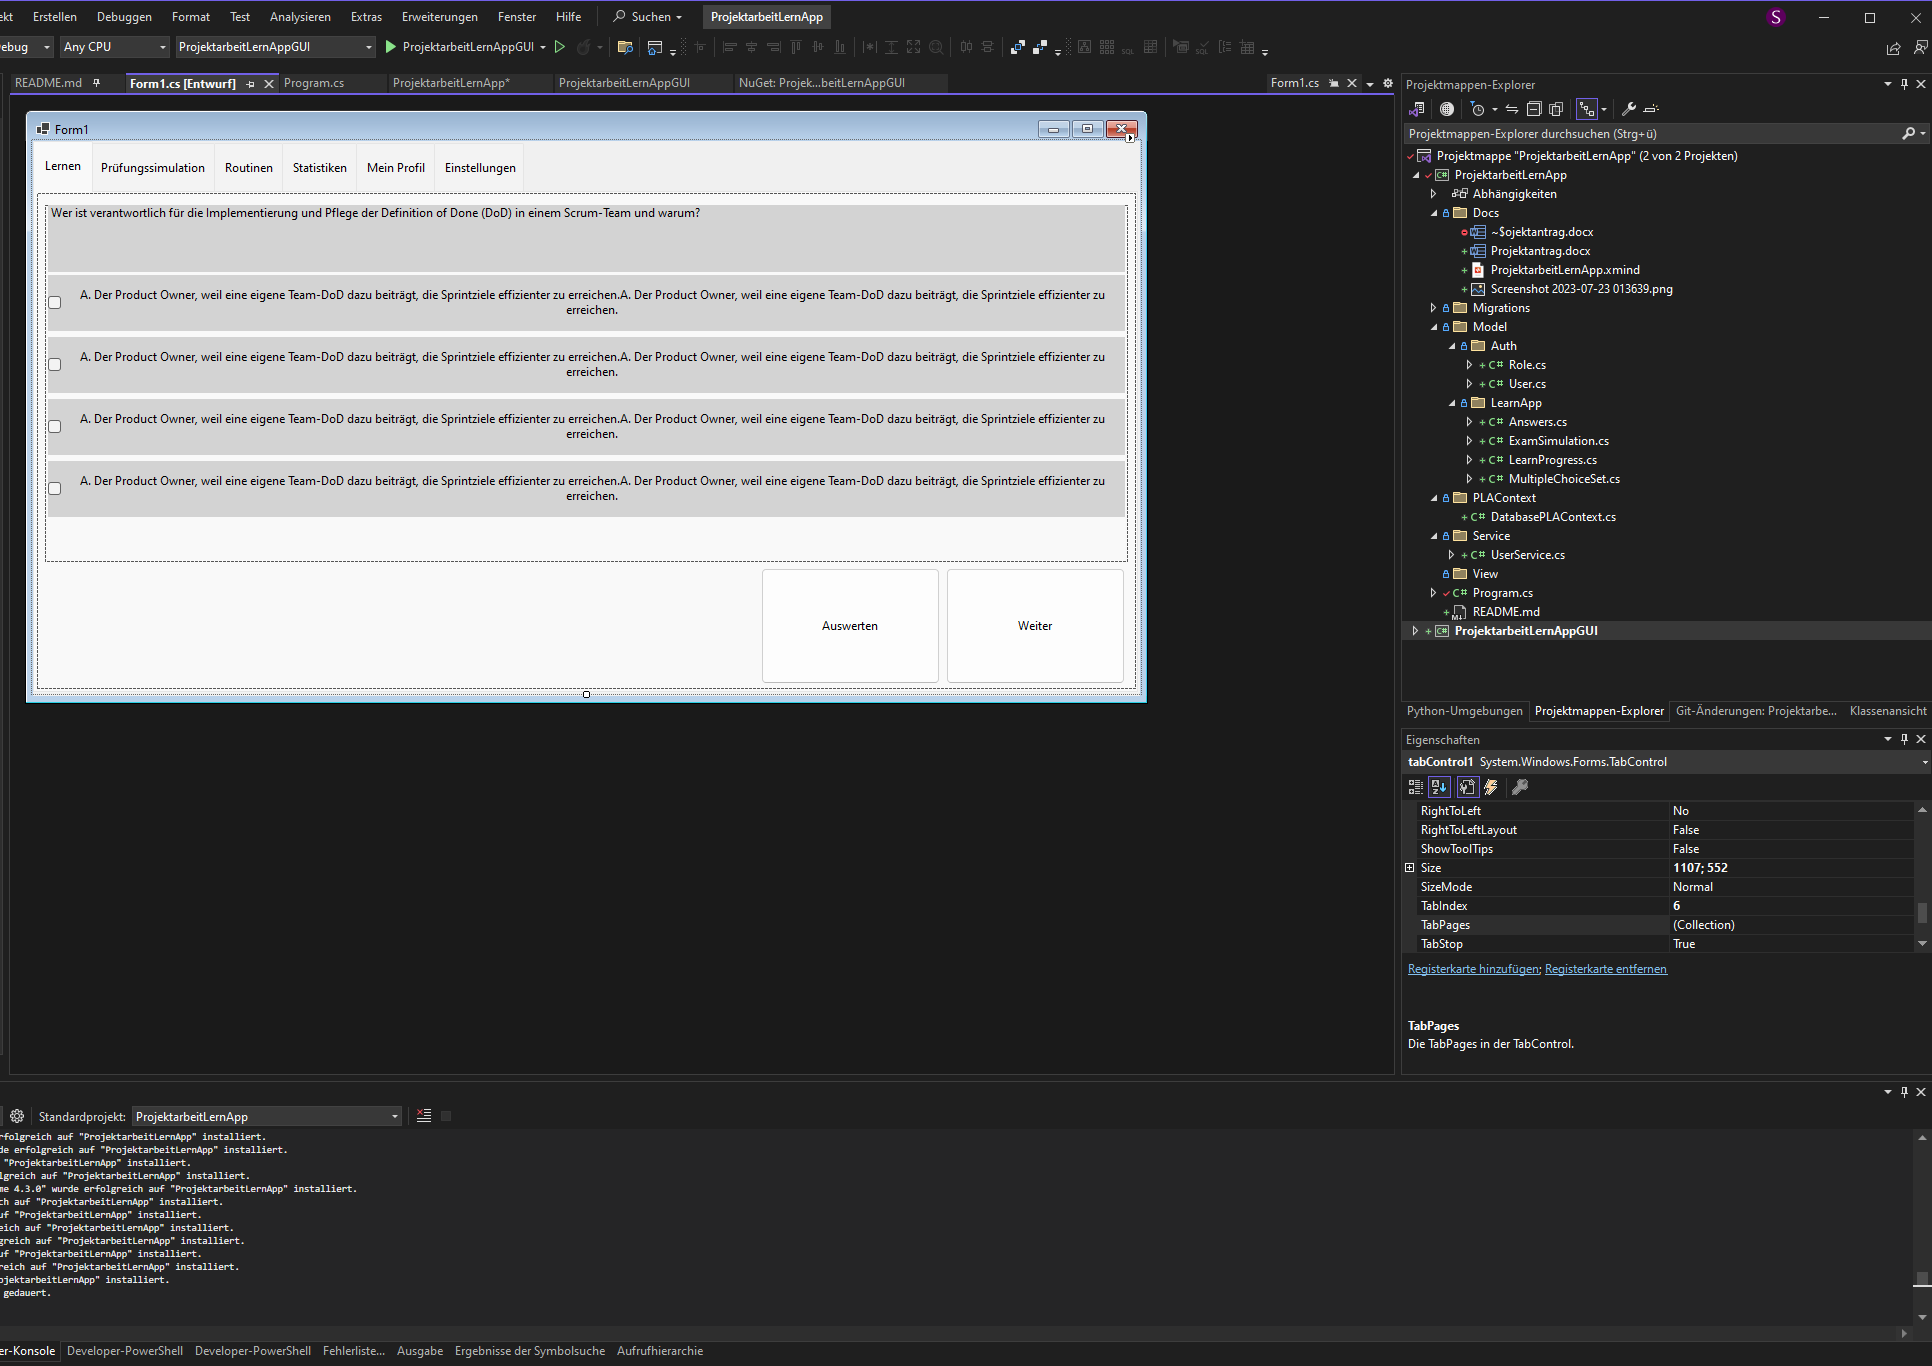 Erstellen Debuggen Format Test Analysieren Extras Erweiterungen Fenster Hilfe Suchen ProjektarbeitLernApp S
Any CPU ProjektarbeitLernAppGUI ProjektarbeitLernAppGUI
README.md Form1.cs [Entwurf] Program.cs ProjektarbeitLernApp* ProjektarbeitLernAppGUI NuGet: Projek...beitLernAppGUI Form1.cs
Form1
Lernen Prüfungssimulation Routinen Statistiken Mein Profil Einstellungen
Wer ist verantwortlich für die Implementierung und Pflege der Definition of Done (DoD) in einem Scrum-Team und warum?
A. Der Product Owner, weil eine eigene Team-DoD dazu beiträgt, die Sprintziele effizienter zu erreichen.A. Der Product Owner, weil eine eigene Team-DoD dazu beiträgt, die Sprintziele effizienter zu
erreichen.
A. Der Product Owner, weil eine eigene Team-DoD dazu beiträgt, die Sprintziele effizienter zu erreichen.A. Der Product Owner, weil eine eigene Team-DoD dazu beiträgt, die Sprintziele effizienter zu
erreichen.
A. Der Product Owner, weil eine eigene Team-DoD dazu beiträgt, die Sprintziele effizienter zu erreichen.A. Der Product Owner, weil eine eigene Team-DoD dazu beiträgt, die Sprintziele effizienter zu
erreichen.
A. Der Product Owner, weil eine eigene Team-DoD dazu beiträgt, die Sprintziele effizienter zu erreichen.A. Der Product Owner, weil eine eigene Team-DoD dazu beiträgt, die Sprintziele effizienter zu
erreichen.
Auswerten Weiter
Projektmappen-Explorer
Projektmappen-Explorer durchsuchen (Strg+ü)
Projektmappe "ProjektarbeitLernApp" (2 von 2 Projekten)
ProjektarbeitLernApp
Abhängigkeiten
Docs
~$ojektantrag.docx
Projektantrag.docx
ProjektarbeitLernApp.xmind
Screenshot 2023-07-23 013639.png
Migrations
Model
Auth
C# Role.cs
C# User.cs
LearnApp
C# Answers.cs
C# ExamSimulation.cs
C# LearnProgress.cs
C# MultipleChoiceSet.cs
PLAContext
C# DatabasePLAContext.cs
Service
C# UserService.cs
View
C# Program.cs
README.md
ProjektarbeitLernAppGUI
Python-Umgebungen Projektmappen-Explorer Git-Änderungen: Projektarbe... Klassenansicht
Eigenschaften
tabControl1 System.Windows.Forms.TabControl
RightToLeft No
RightToLeftLayout False
ShowToolTips False
Size 1107; 552
SizeMode Normal
TabIndex 6
TabPages (Collection)
TabStop True
Registerkarte hinzufügen; Registerkarte entfernen
TabPages
Die TabPages in der TabControl.
Standardprojekt: ProjektarbeitLernApp
rfolgreich auf "ProjektarbeitLernApp" installiert.
de erfolgreich auf "ProjektarbeitLernApp" installiert.
"ProjektarbeitLernApp" installiert.
lgreich auf "ProjektarbeitLernApp" installiert.
me 4.3.0" wurde erfolgreich auf "ProjektarbeitLernApp" installiert.
ch auf "ProjektarbeitLernApp" installiert.
uf "ProjektarbeitLernApp" installiert.
eich auf "ProjektarbeitLernApp" installiert.
greich auf "ProjektarbeitLernApp" installiert.
uf "ProjektarbeitLernApp" installiert.
reich auf "ProjektarbeitLernApp" installiert.
ojektarbeitLernApp" installiert.
gedauert.
er-Konsole Developer-PowerShell Developer-PowerShell Fehlerliste... Ausgabe Ergebnisse der Symbolsuche Aufrufhierarchie